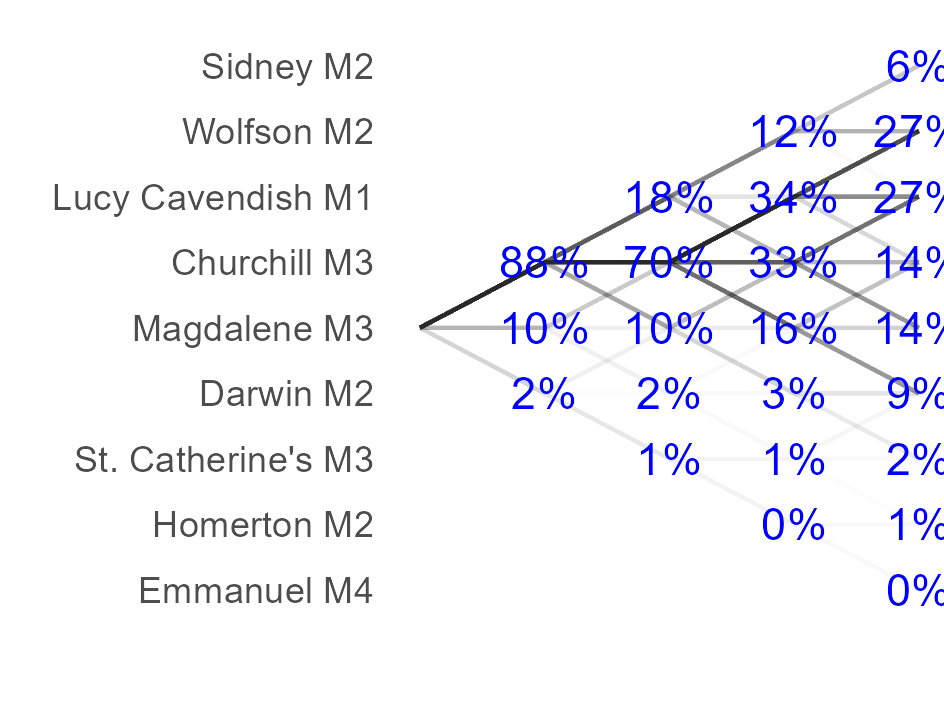 Sidney M2 6%
Wolfson M2 12% 27%
Lucy Cavendish M1 18% 34% 27%
Churchill M3 88% 70% 33% 14%
Magdalene M3 10% 10% 16% 14%
Darwin M2 2% 2% 3% 9%
St. Catherine's M3 1% 1% 2%
Homerton M2 0% 1%
Emmanuel M4 0%